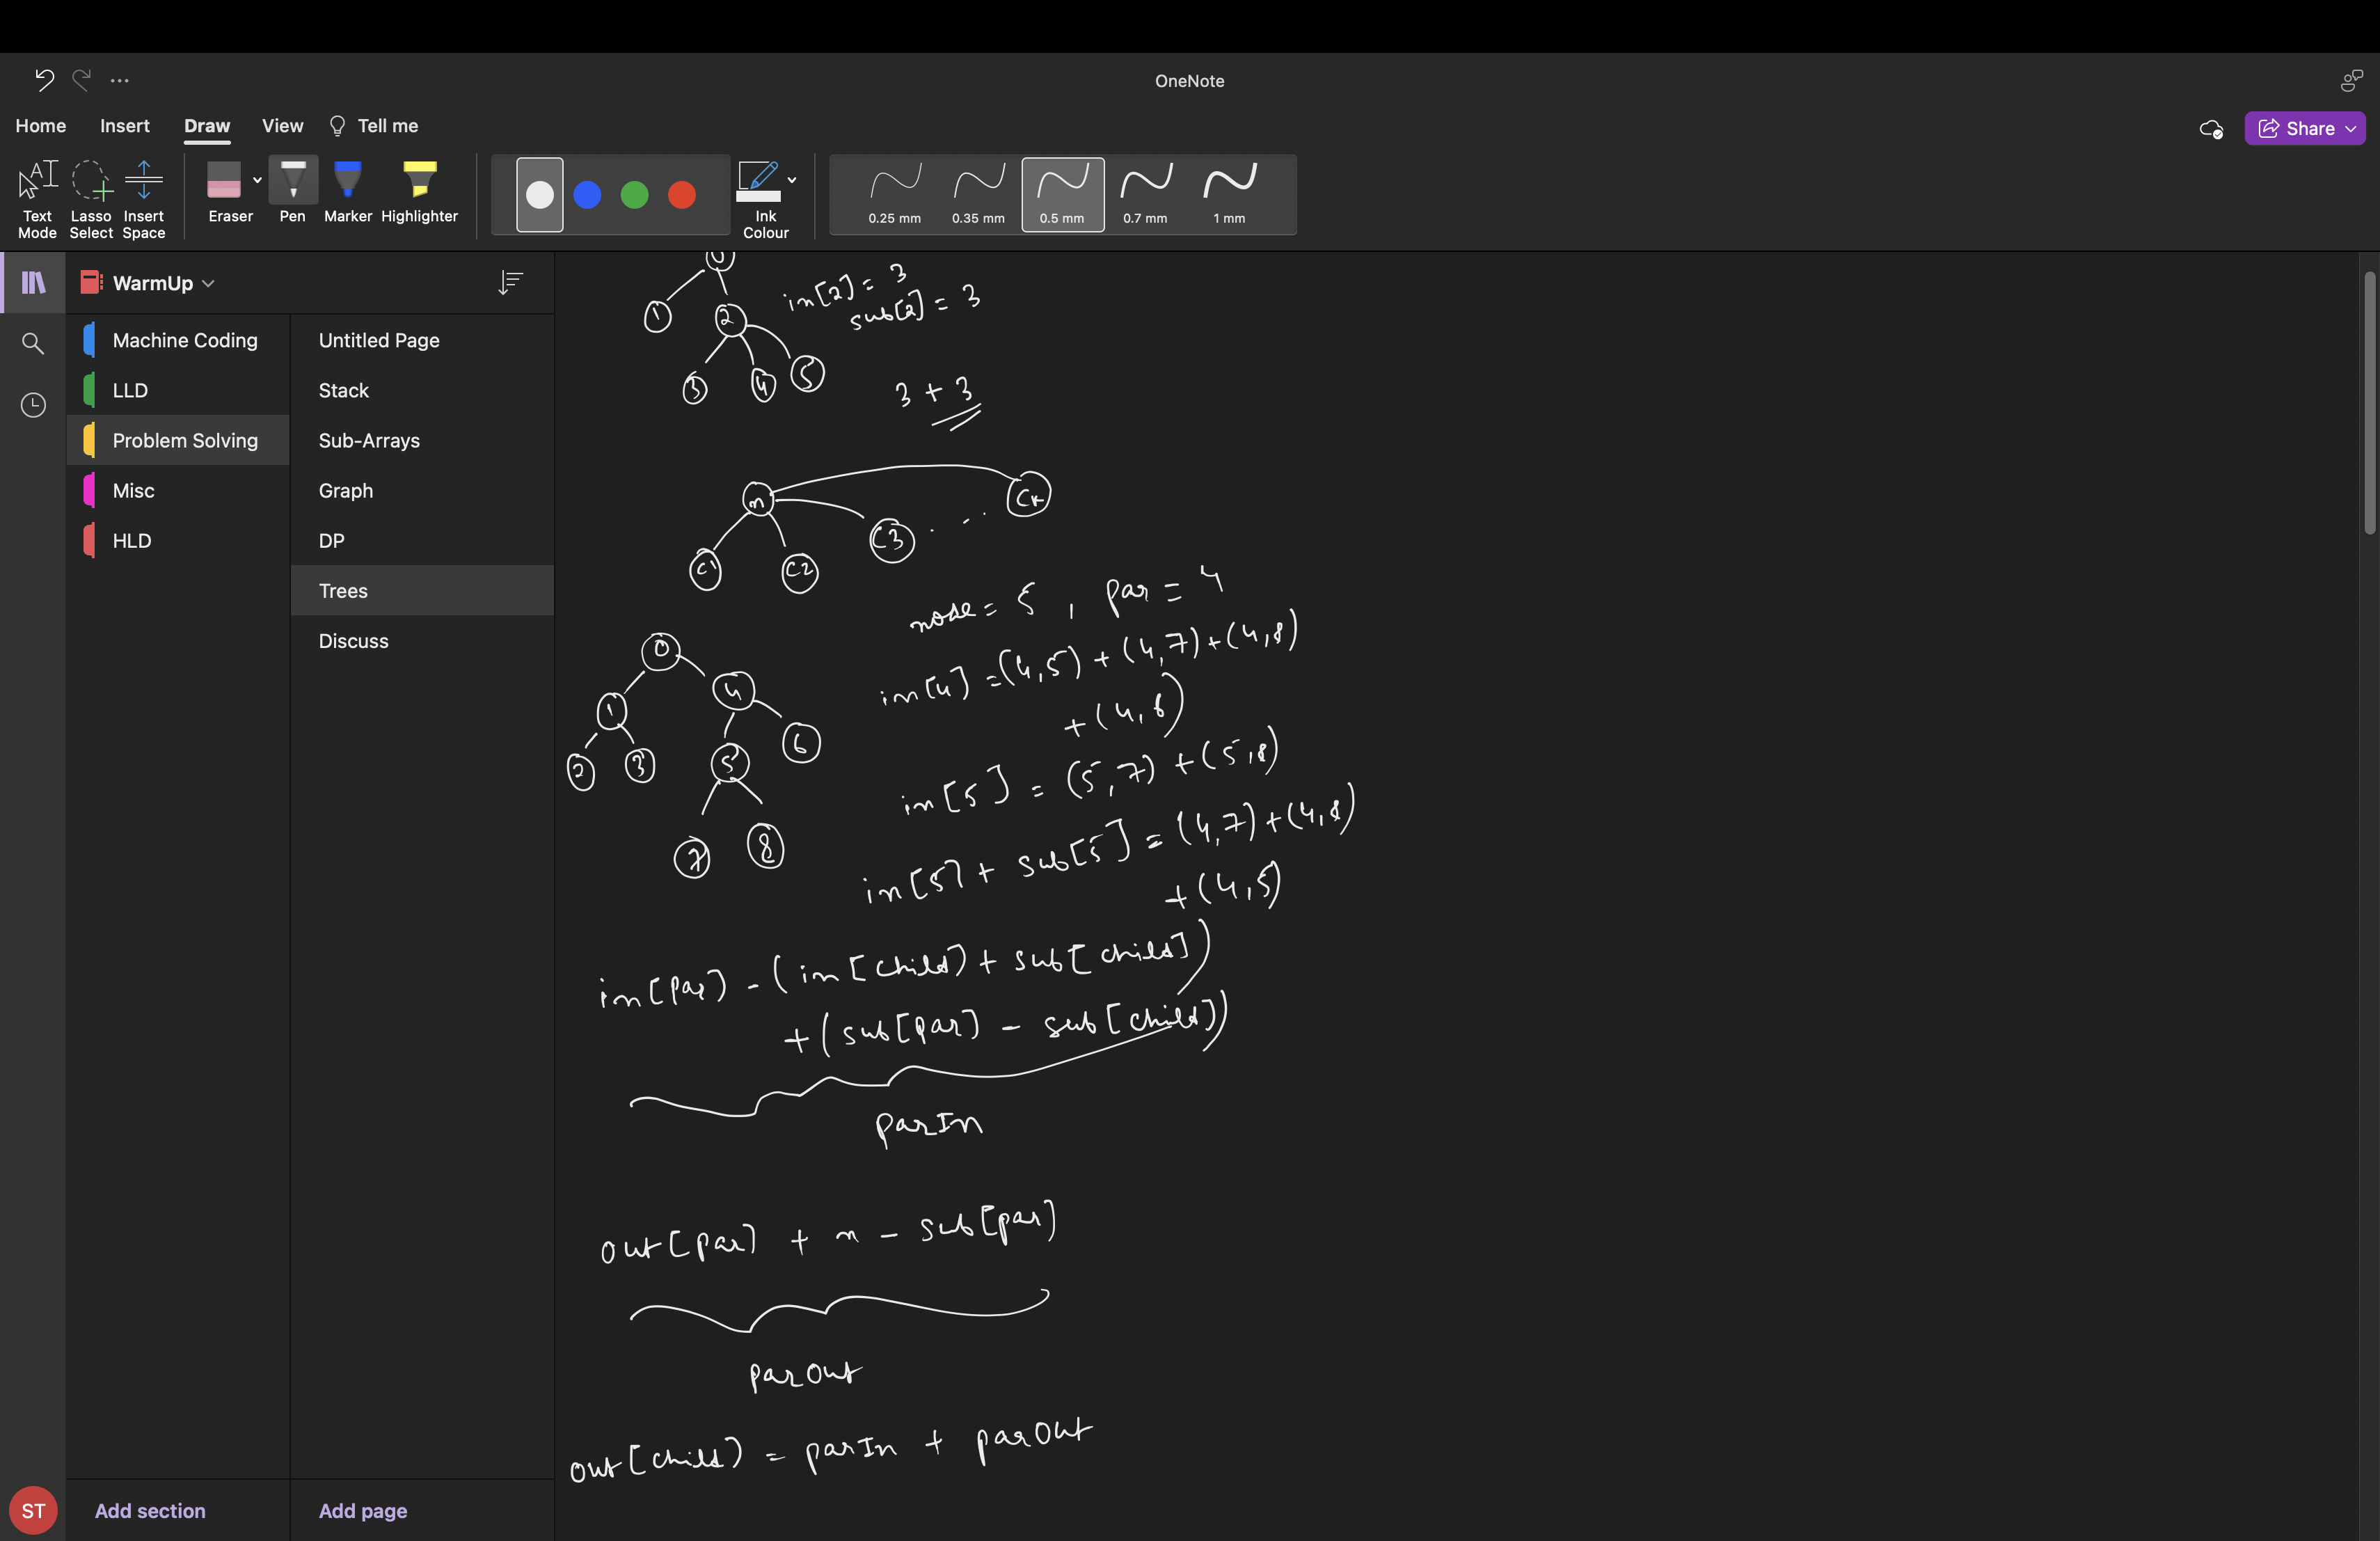 OneNote
Home Insert Draw View Tell me
Share
Text Mode
Lasso Select
Insert Space
Eraser
Pen
Marker
Highlighter
Ink Colour
0.25 mm
0.35 mm
0.5 mm
0.7 mm
1 mm
WarmUp
Machine Coding
LLD
Problem Solving
Misc
HLD
Untitled Page
Stack
Sub-Arrays
Graph
DP
Trees
Discuss
Add section
Add page
ST
0
1 2
3 4 5
in[2] = 3
sub[2] = 3
3 + 3
n
C1 C2 C3 . . . Ck
0
1 4
2 3 5 6
7 8
node = 5 , par = 4
in[4] = (4,5) + (4,7) + (4,8)
+ (4,6)
in[5] = (5,7) + (5,8)
in[5] + sub[5] = (4,7) + (4,8)
+ (4,5)
in[par] - (in[child] + sub[child])
+ (sub[par] - sub[child])
parIn
out[par] + n - sub[par]
parOut
out[child] = parIn + parOut